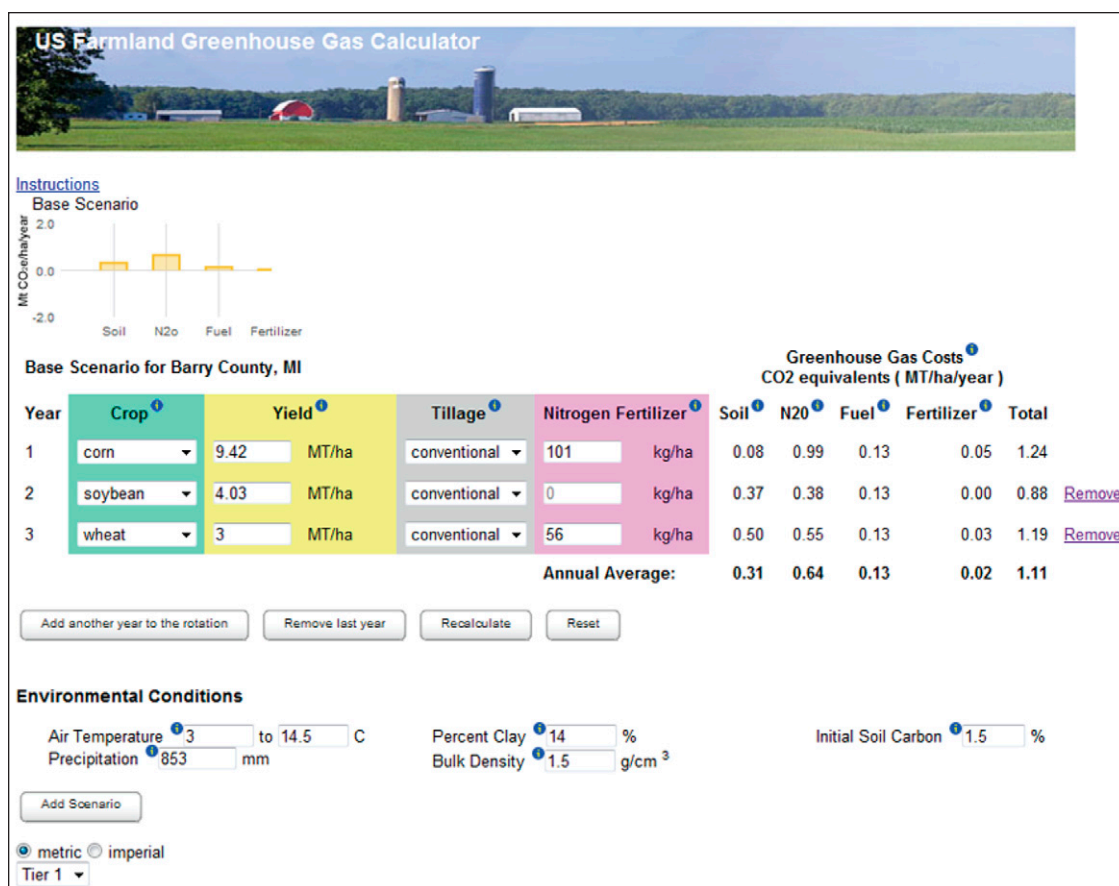 US Farmland Greenhouse Gas Calculator
Instructions
Base Scenario
Mt CO₂e/ha/year
2.0
0.0
-2.0
Soil N2o Fuel Fertilizer
Base Scenario for Barry County, MI
Greenhouse Gas Costs
CO2 equivalents ( MT/ha/year )
Year Crop Yield Tillage Nitrogen Fertilizer Soil N20 Fuel Fertilizer Total
1 corn 9.42 MT/ha conventional 101 kg/ha 0.08 0.99 0.13 0.05 1.24
2 soybean 4.03 MT/ha conventional 0 kg/ha 0.37 0.38 0.13 0.00 0.88 Remove
3 wheat 3 MT/ha conventional 56 kg/ha 0.50 0.55 0.13 0.03 1.19 Remove
Annual Average: 0.31 0.64 0.13 0.02 1.11
Add another year to the rotation Remove last year Recalculate Reset
Environmental Conditions
Air Temperature 3 to 14.5 C Percent Clay 14 % Initial Soil Carbon 1.5 %
Precipitation 853 mm Bulk Density 1.5 g/cm 3
Add Scenario
metric imperial
Tier 1